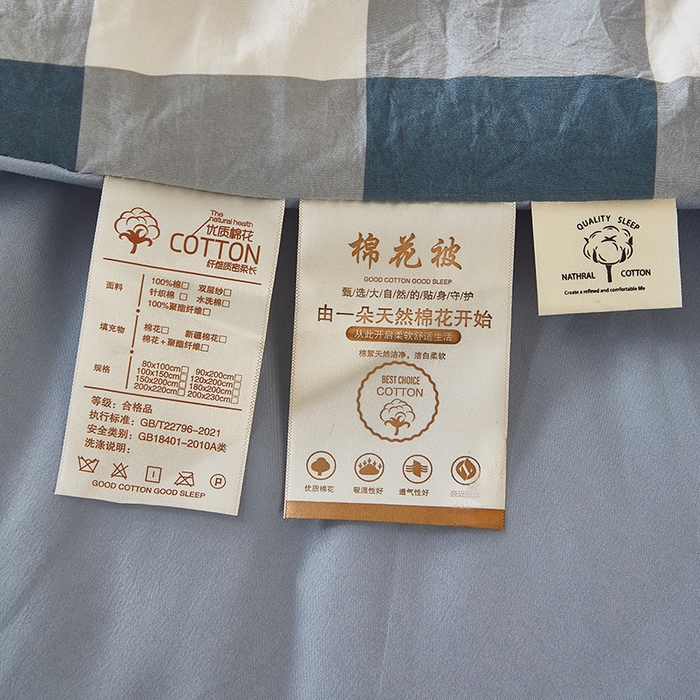 The
natural health
优质棉花
COTTON
纤维质密柔长
面料
100%棉□ 双层纱□
针织棉□ 水洗棉□
100%聚酯纤维□
填充物
棉花□ 新疆棉花□
棉花+聚酯纤维□
规格
80x100cm□ 90x200cm□
100x150cm□ 120x200cm□
150x200cm□ 180x200cm□
200x220cm□ 200x230cm□
等级：合格品
执行标准：GB/T22796-2021
安全类别：GB18401-2010A类
洗涤说明：
P
GOOD COTTON GOOD SLEEP
棉花被
GOOD COTTON GOOD SLEEP
甄/选/大/自/然/的/贴/身/守/护
由一朵天然棉花开始
从此开启柔软舒适生活
棉絮天然洁净，洁白柔软
BEST CHOICE
COTTON
优质棉花 吸湿性好 透气性好
QUALITY SLEEP
NATHRAL COTTON
Create a refined and comfortable life